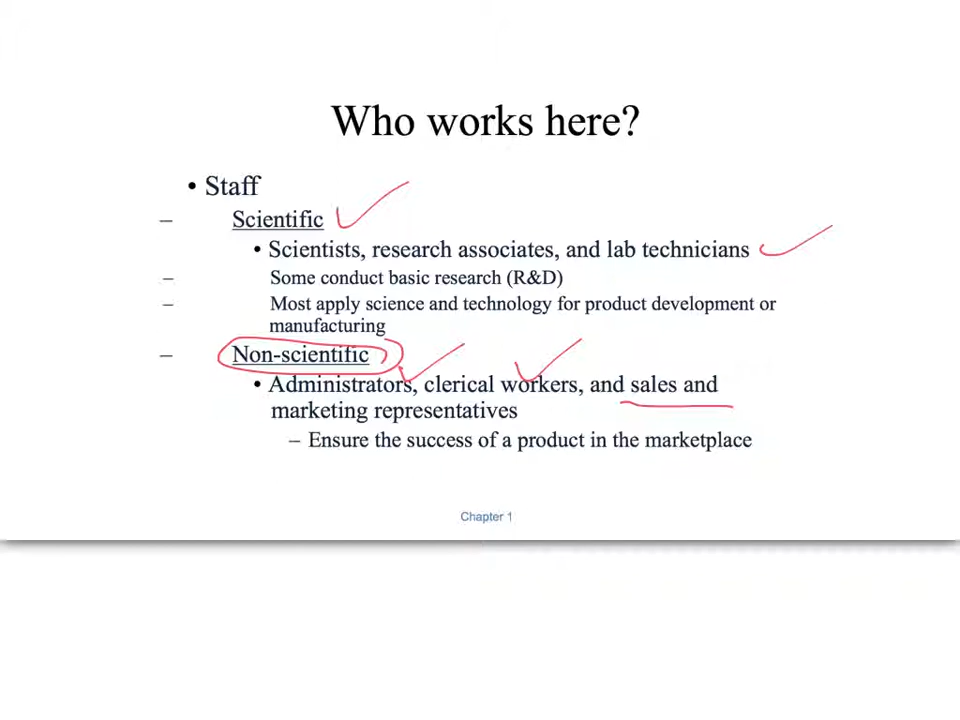 Who works here?
• Staff
– Scientific
• Scientists, research associates, and lab technicians
– Some conduct basic research (R&D)
– Most apply science and technology for product development or
manufacturing
– Non-scientific
• Administrators, clerical workers, and sales and
marketing representatives
– Ensure the success of a product in the marketplace
Chapter 1